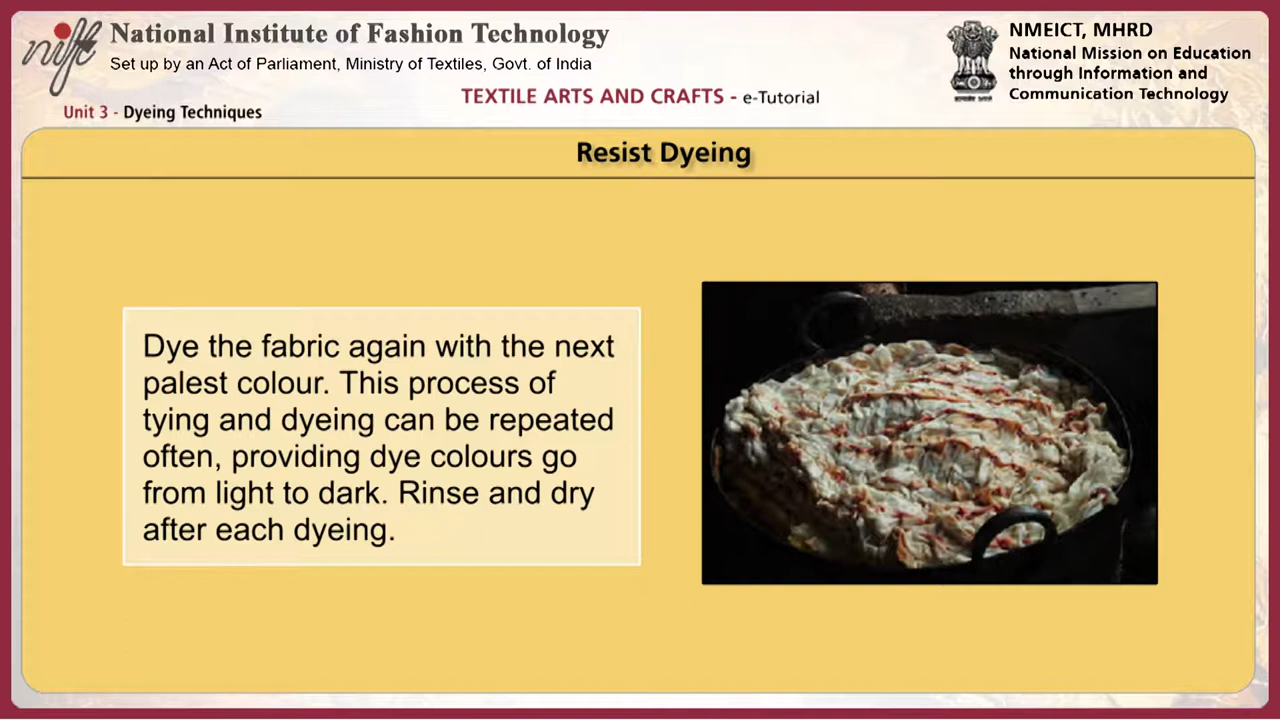 nift
National Institute of Fashion Technology
Set up by an Act of Parliament, Ministry of Textiles, Govt. of India
NMEICT, MHRD
National Mission on Education
through Information and
Communication Technology
TEXTILE ARTS AND CRAFTS - e-Tutorial
Unit 3 - Dyeing Techniques
Resist Dyeing
Dye the fabric again with the next
palest colour. This process of
tying and dyeing can be repeated
often, providing dye colours go
from light to dark. Rinse and dry
after each dyeing.